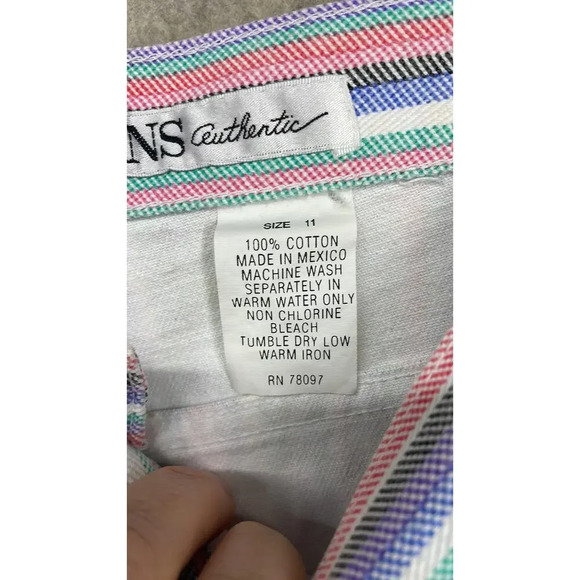 NS authentic
SIZE 11
100% COTTON
MADE IN MEXICO
MACHINE WASH
SEPARATELY IN
WARM WATER ONLY
NON CHLORINE
BLEACH
TUMBLE DRY LOW
WARM IRON
RN 78097